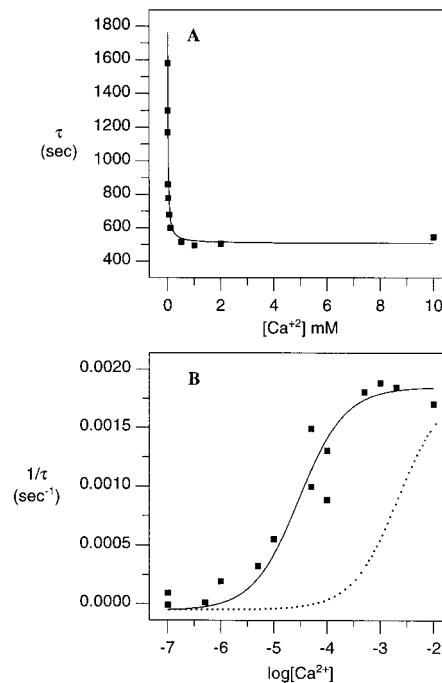 A
1800
1600
1400
τ
(sec)
1200
1000
800
600
400
0 2 4 6 8 10
[Ca+2] mM
B
0.0020
0.0015
1/τ
(sec-1)
0.0010
0.0005
0.0000
-7 -6 -5 -4 -3 -2
log[Ca2+]